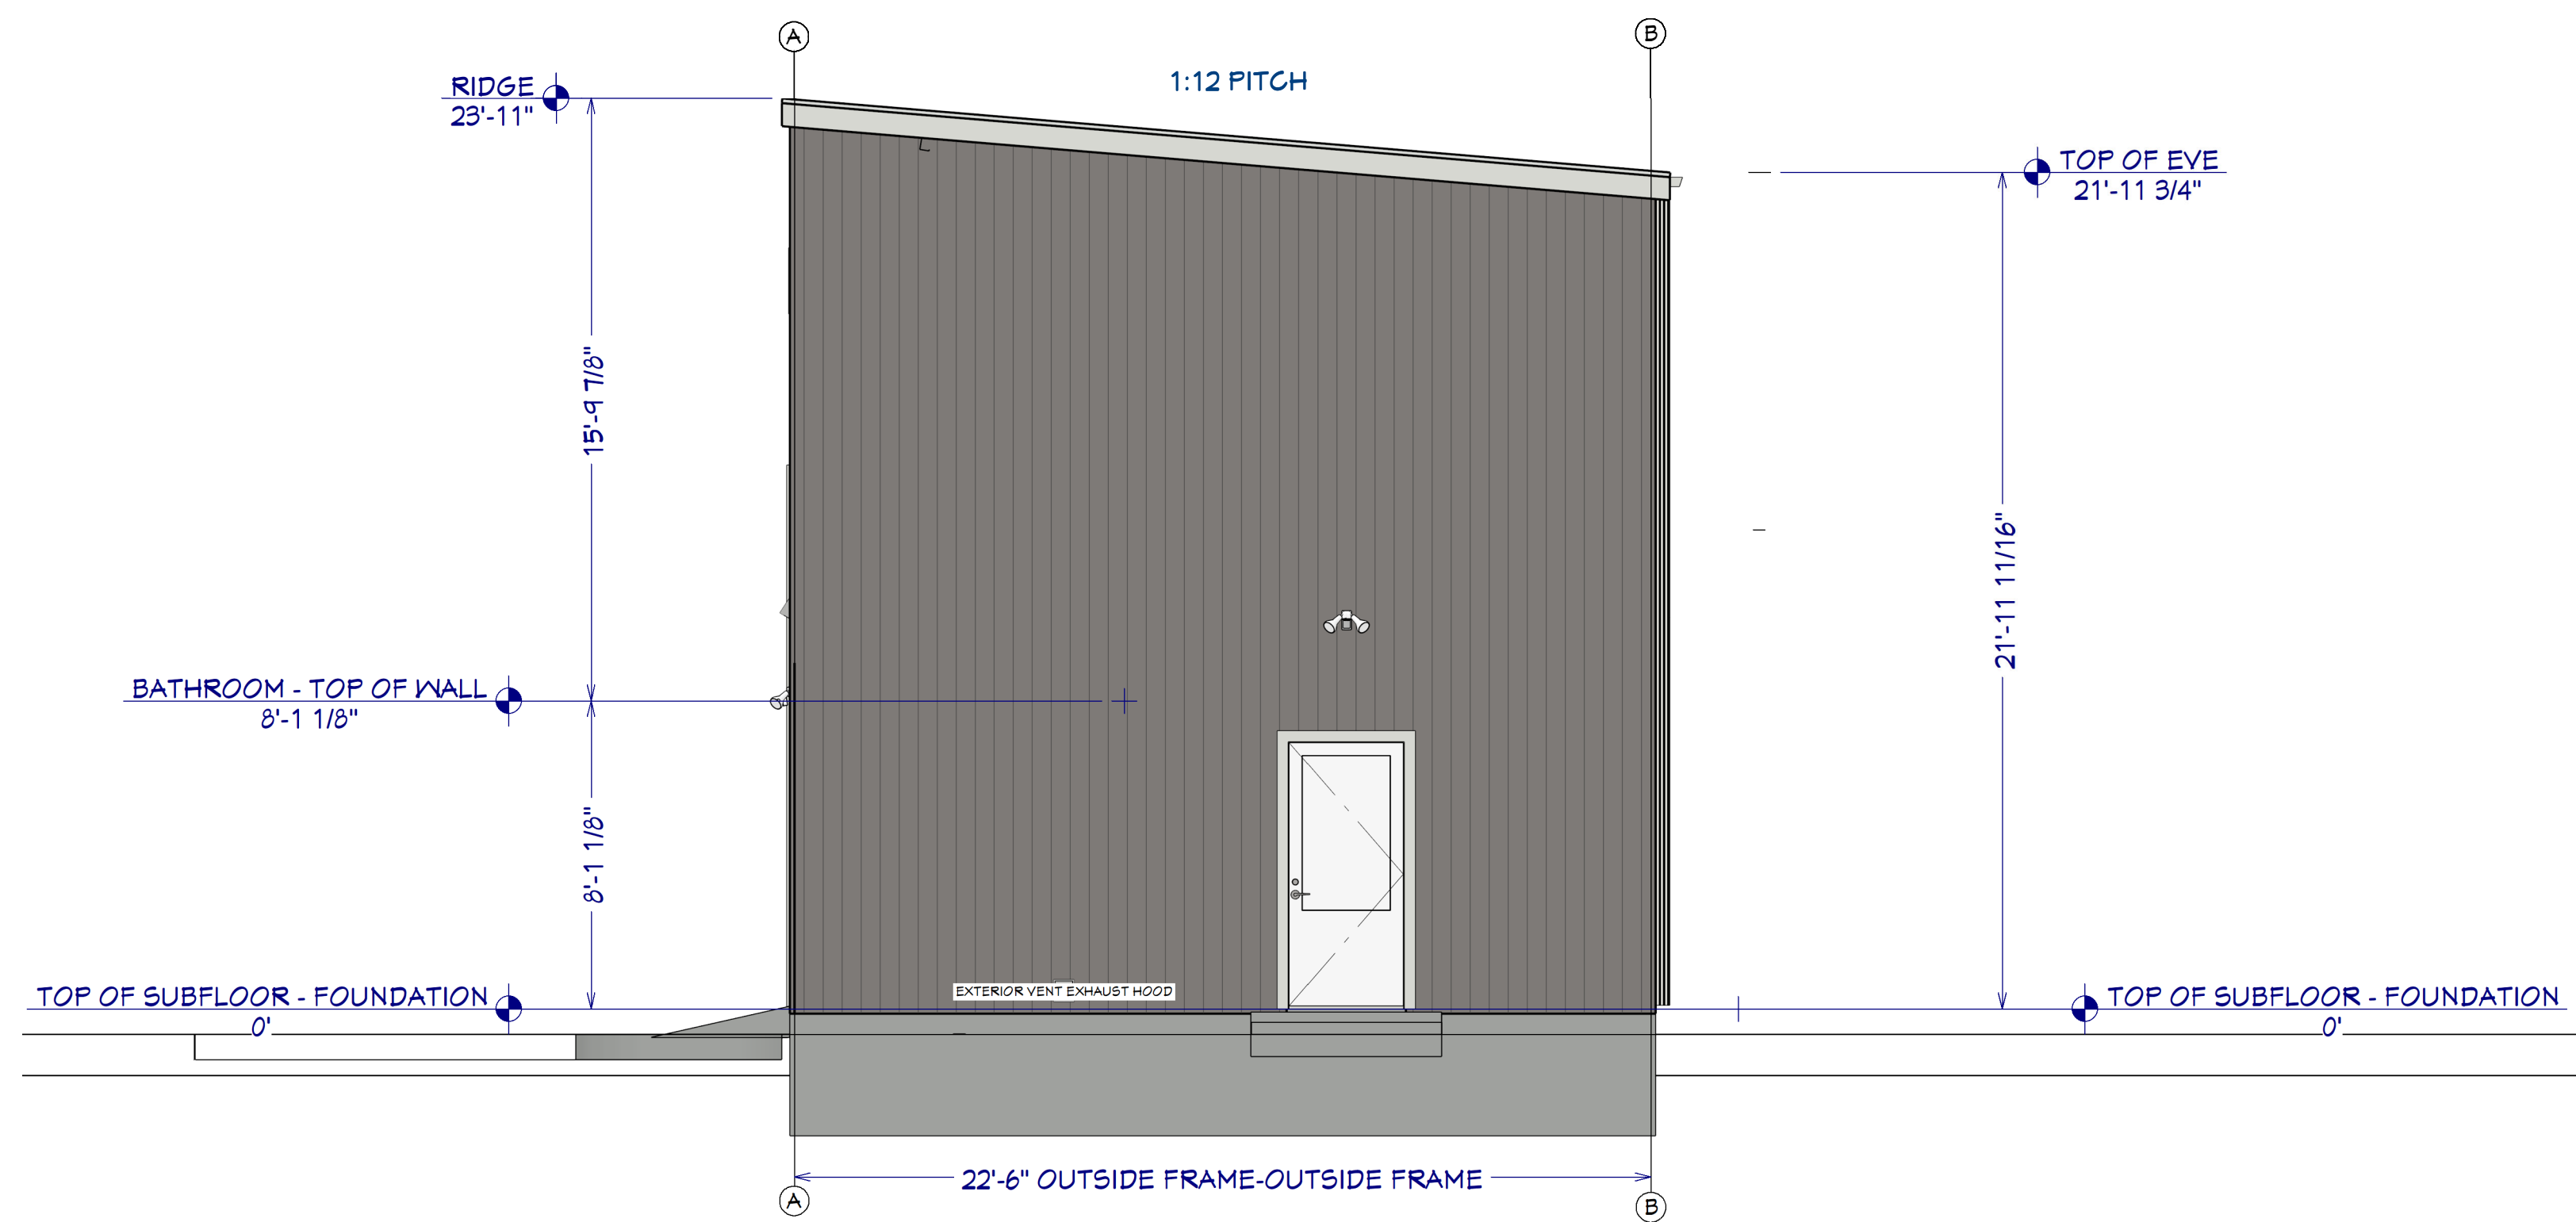 A
B
1:12 PITCH
RIDGE
23'-11"
TOP OF EVE
21'-11 3/4"
15'-9 7/8"
21'-11 11/16"
BATHROOM - TOP OF WALL
8'-1 1/8"
8'-1 1/8"
EXTERIOR VENT EXHAUST HOOD
TOP OF SUBFLOOR - FOUNDATION
0'
TOP OF SUBFLOOR - FOUNDATION
0'
22'-6" OUTSIDE FRAME-OUTSIDE FRAME
A
B